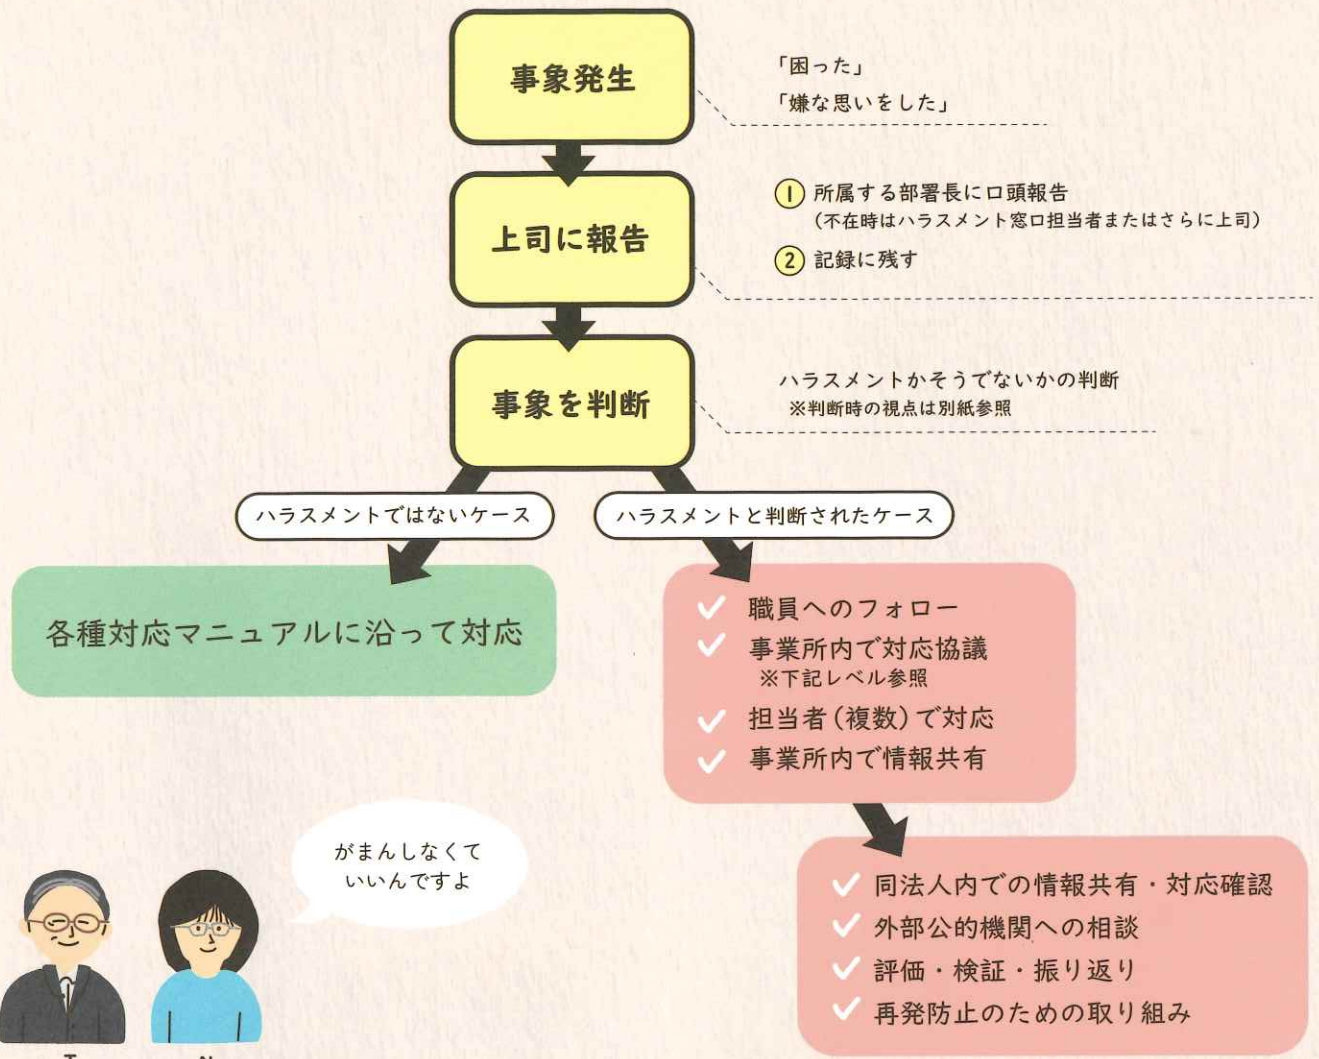 事象発生
「困った」
「嫌な思いをした」
上司に報告
① 所属する部署長に口頭報告
(不在時はハラスメント窓口担当者またはさらに上司)
② 記録に残す
事象を判断
ハラスメントかそうでないかの判断
※判断時の視点は別紙参照
ハラスメントではないケース
ハラスメントと判断されたケース
各種対応マニュアルに沿って対応
職員へのフォロー
事業所内で対応協議
※下記レベル参照
担当者(複数)で対応
事業所内で情報共有
がまんしなくて
いいんですよ
同法人内での情報共有・対応確認
外部公的機関への相談
評価・検証・振り返り
再発防止のための取り組み